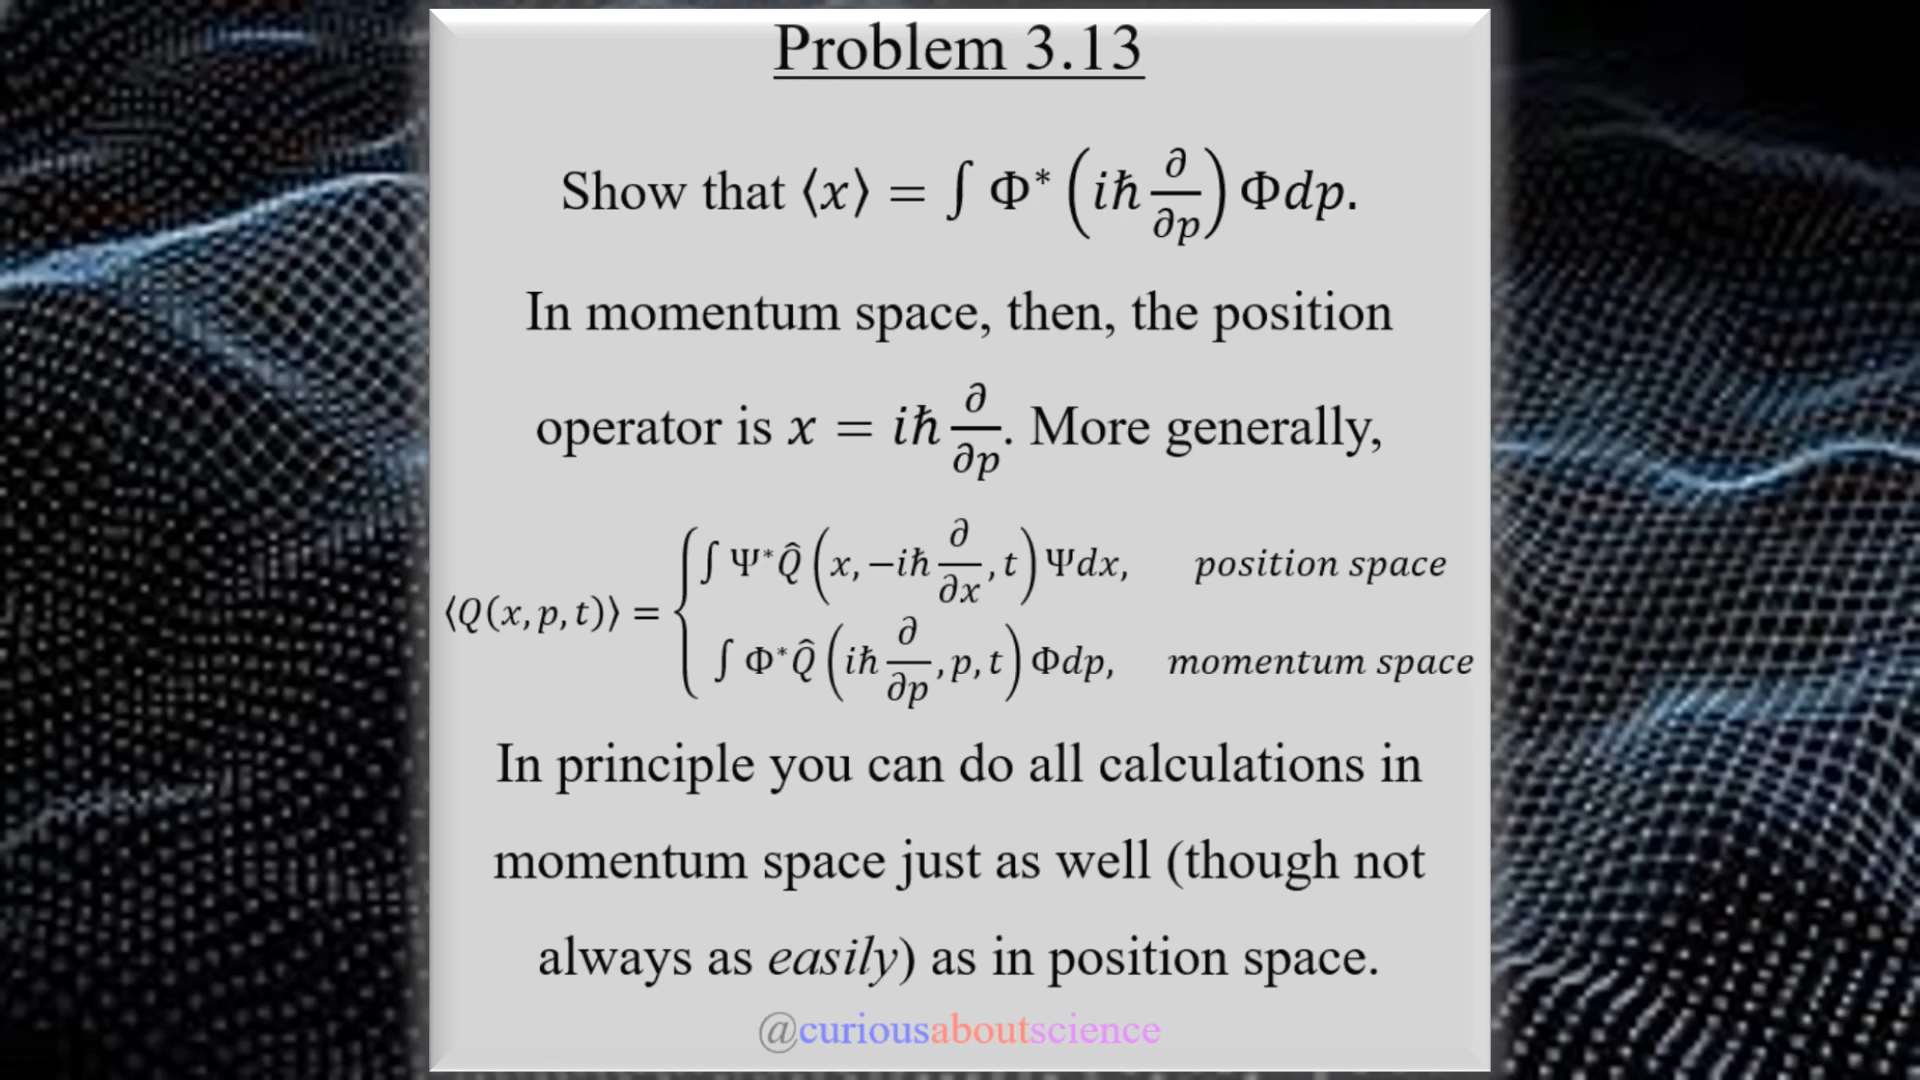 Problem 3.13
Show that ⟨x⟩ = ∫ Φ* (iℏ ∂/∂p) Φdp.
In momentum space, then, the position
operator is x = iℏ ∂/∂p. More generally,
⟨Q(x, p, t)⟩ = { ∫ Ψ*Q̂ (x, −iℏ ∂/∂x, t) Ψdx, position space
∫ Φ*Q̂ (iℏ ∂/∂p, p, t) Φdp, momentum space
In principle you can do all calculations in
momentum space just as well (though not
always as easily) as in position space.
@curiousaboutscience